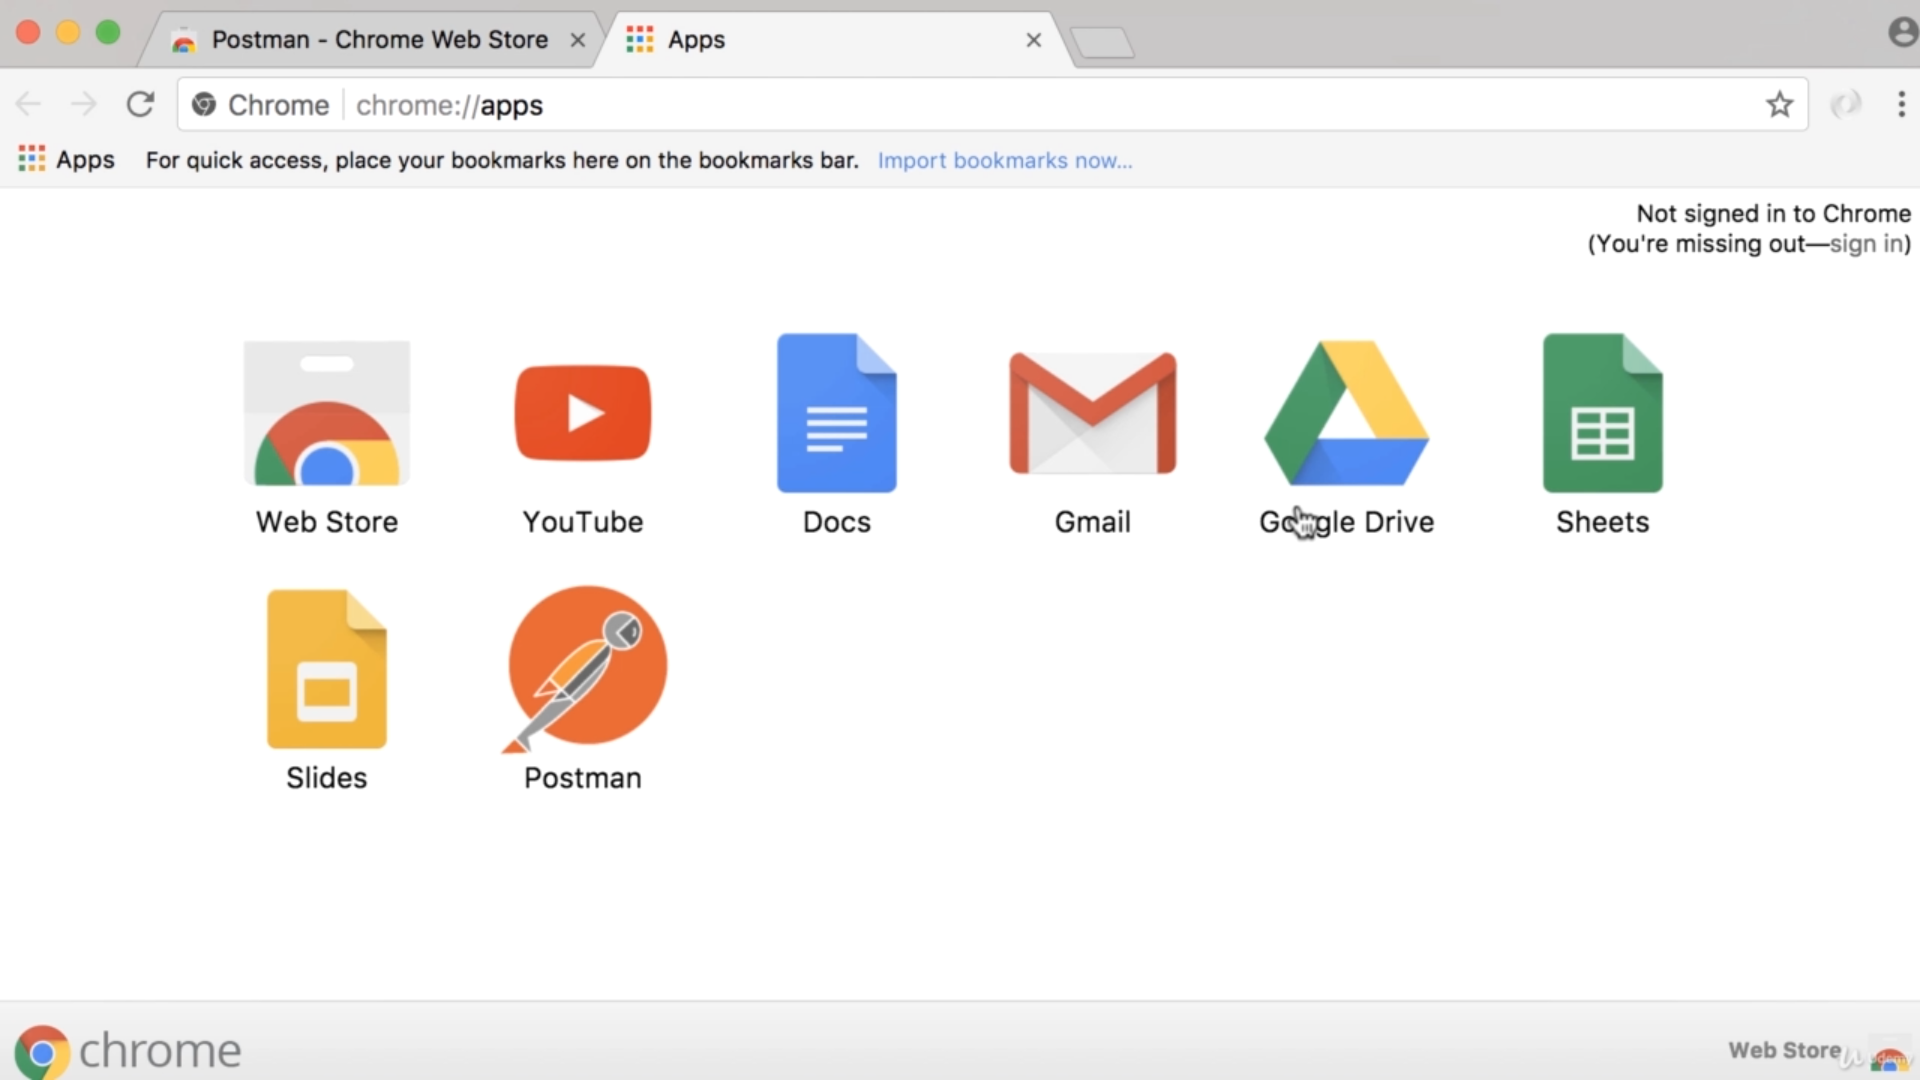 Postman - Chrome Web Store
Apps
Chrome chrome://apps
Apps For quick access, place your bookmarks here on the bookmarks bar. Import bookmarks now...
Not signed in to Chrome
(You're missing out—sign in)
Web Store YouTube Docs Gmail Google Drive Sheets
Slides Postman
chrome
Web Store
Udemy